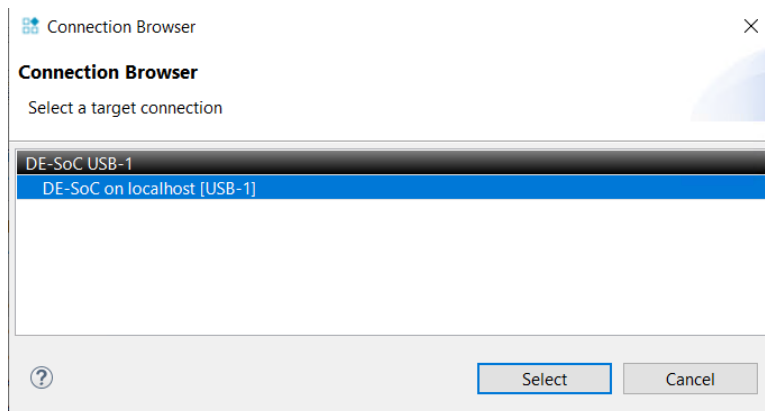 Connection Browser
Connection Browser
Select a target connection
DE-SoC USB-1
DE-SoC on localhost [USB-1]
?
Select Cancel